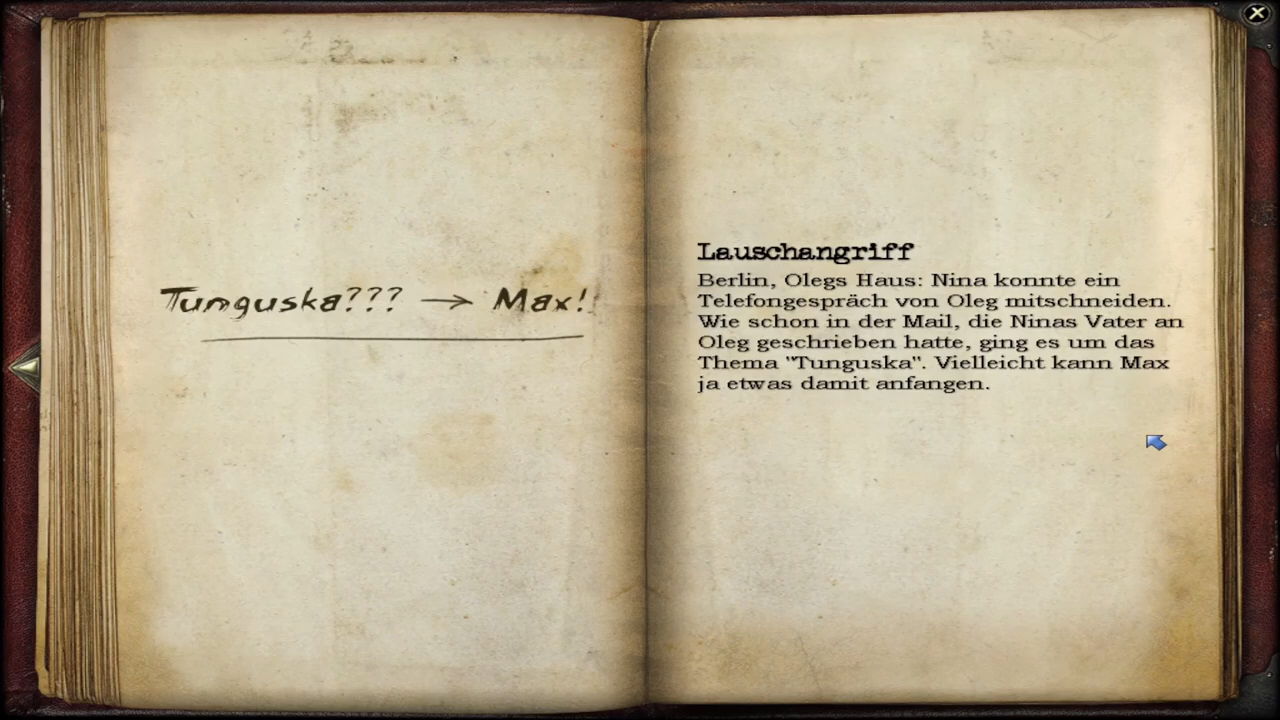 Tunguska??? → Max!
Lauschangriff
Berlin, Olegs Haus: Nina konnte ein
Telefongespräch von Oleg mitschneiden.
Wie schon in der Mail, die Ninas Vater an
Oleg geschrieben hatte, ging es um das
Thema "Tunguska". Vielleicht kann Max
ja etwas damit anfangen.